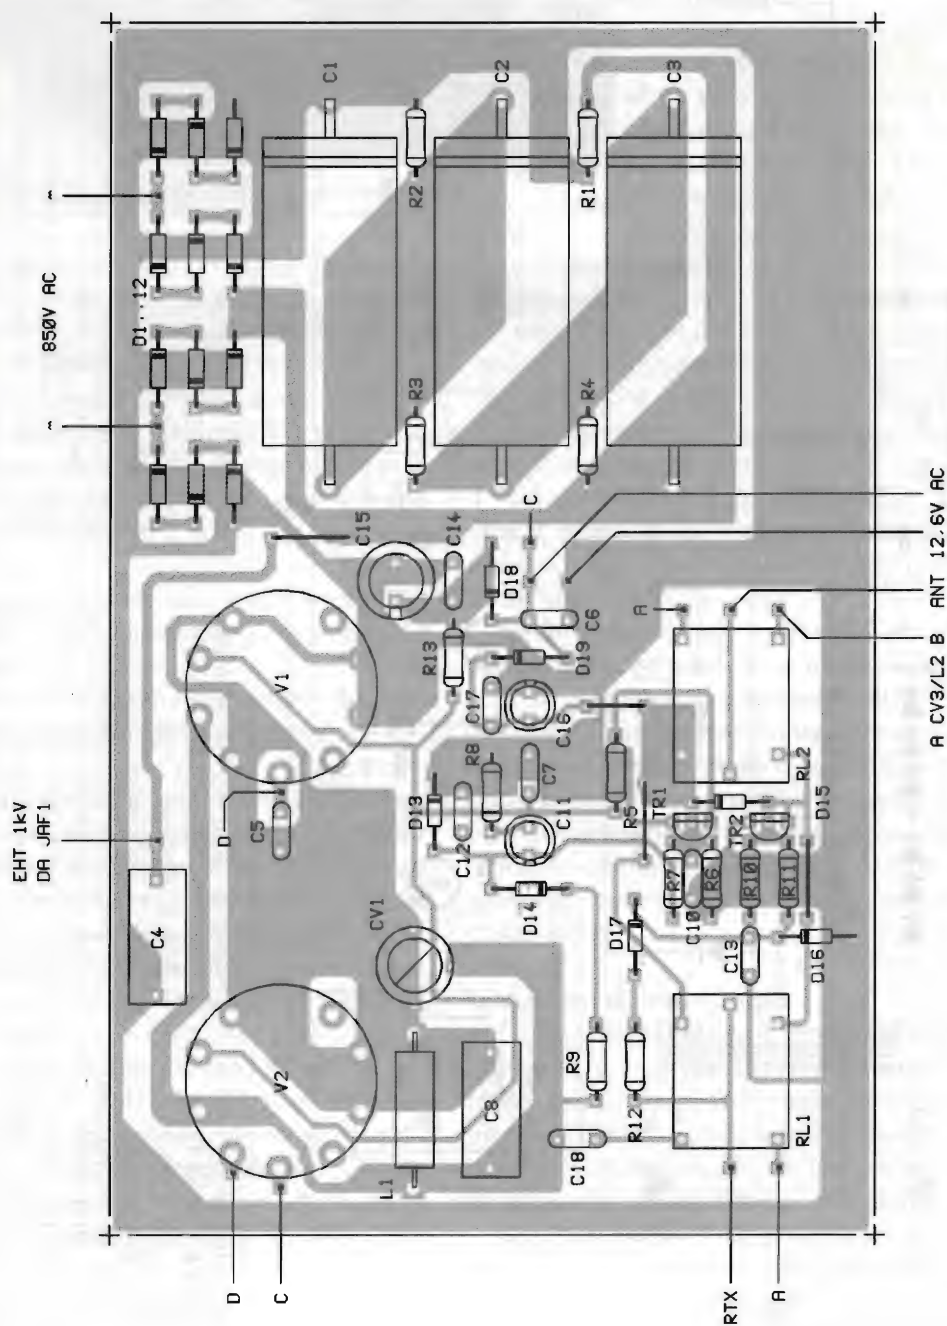 850V AC
~
~
D1..12
C1
C2
C3
R2
R1
R3
R4
C15
C14
C
D18
C6
A
R13
D19
V1
C17
C16
R8
C7
R5
RL2
TR1
TR2
D15
EHT 1kV
DA JAF1
D
C5
D13
C12
C11
C4
D14
R7
R6
R10
R11
C10
CV1
D17
C13
D16
V2
R9
R12
RL1
C8
C18
L1
D
C
RTX
A
A CV3/L2
B
ANT
12.6V AC